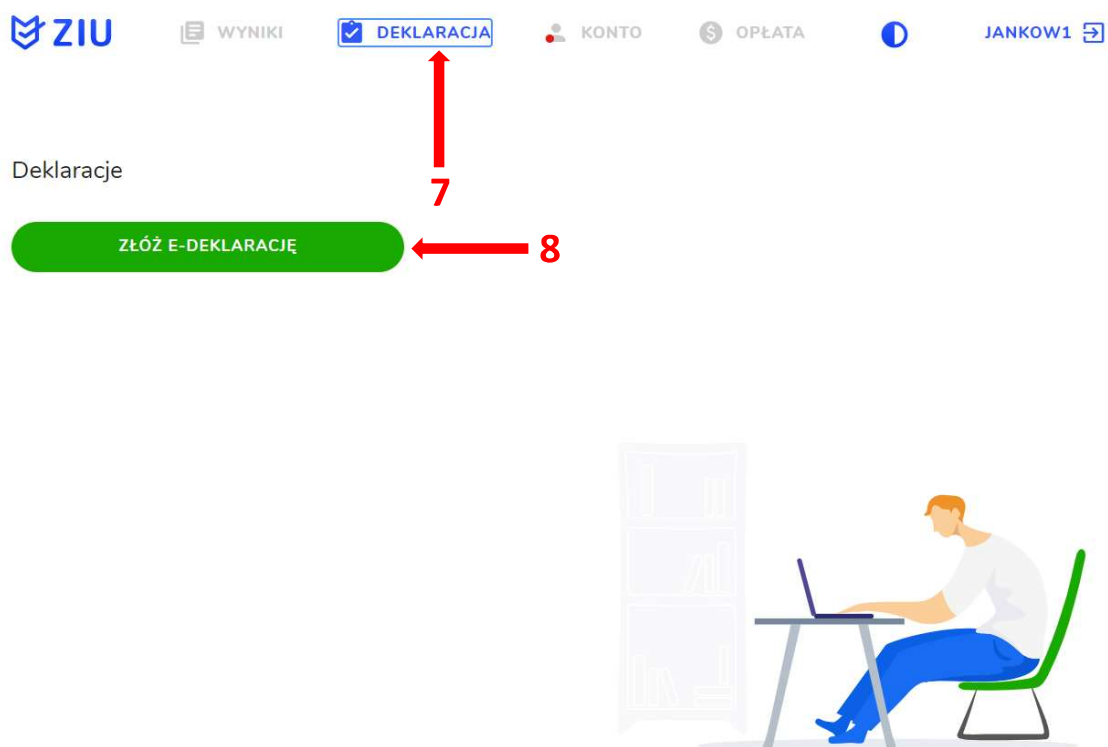 ZIU WYNIKI DEKLARACJA KONTO OPŁATA JANKOW1
Deklaracje
7
ZŁÓŻ E-DEKLARACJĘ 8